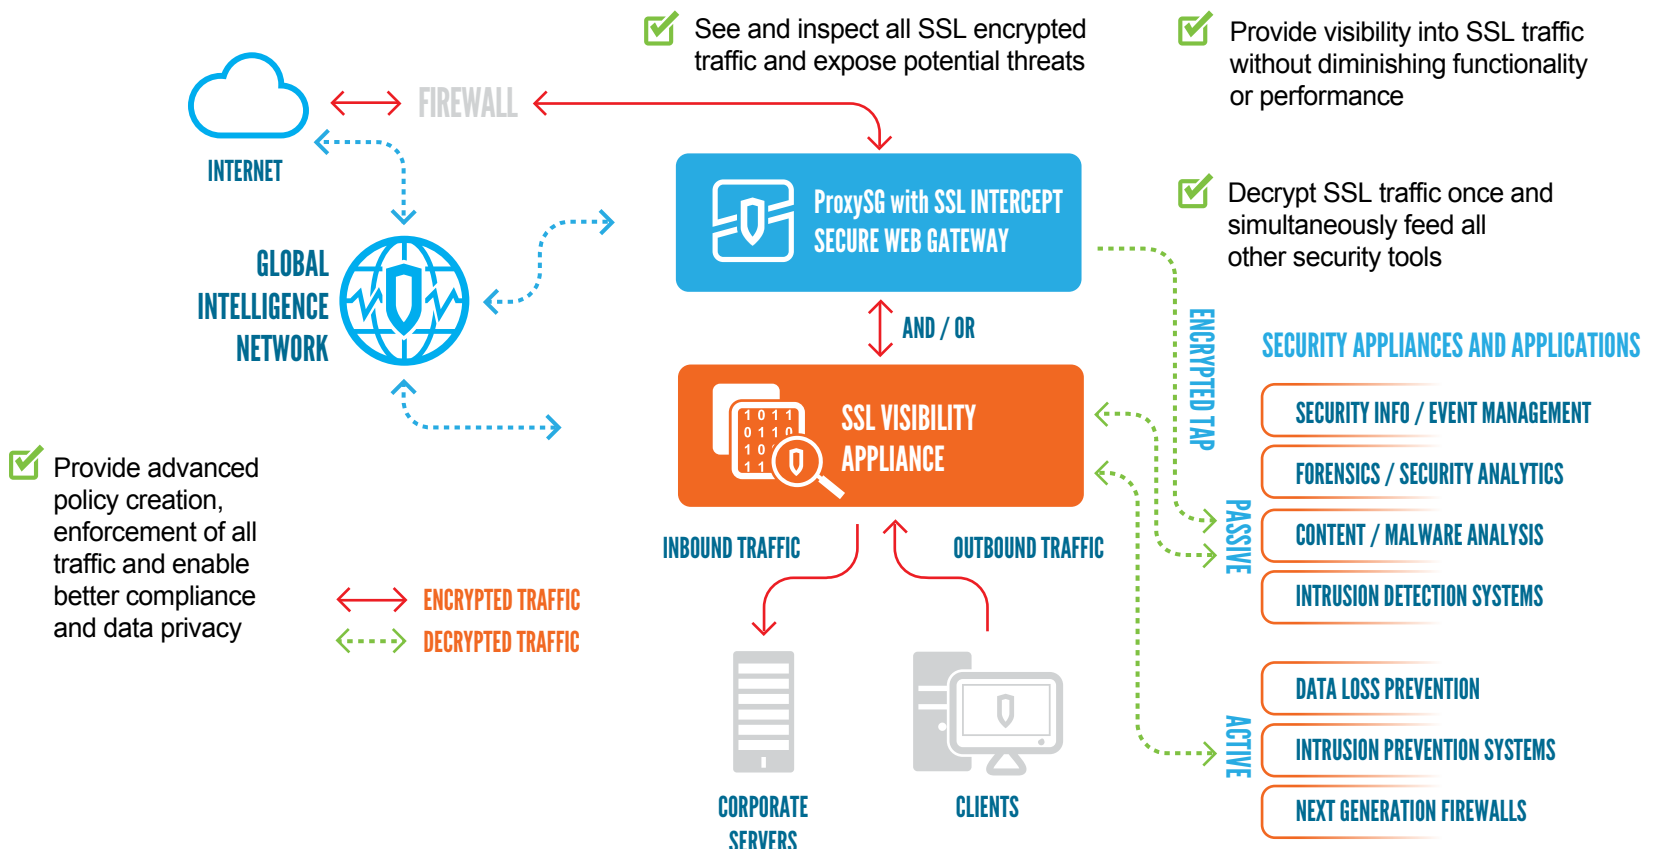 See and inspect all SSL encrypted
traffic and expose potential threats
Provide visibility into SSL traffic
without diminishing functionality
or performance
FIREWALL
INTERNET
ProxySG with SSL INTERCEPT
SECURE WEB GATEWAY
Decrypt SSL traffic once and
simultaneously feed all
other security tools
GLOBAL
INTELLIGENCE
NETWORK
AND / OR
ENCRYPTED TAP
SECURITY APPLIANCES AND APPLICATIONS
SSL VISIBILITY
APPLIANCE
1 0 1 1
0 1 1 0
1 0
1 1
SECURITY INFO / EVENT MANAGEMENT
FORENSICS / SECURITY ANALYTICS
CONTENT / MALWARE ANALYSIS
INTRUSION DETECTION SYSTEMS
PASSIVE
Provide advanced
policy creation,
enforcement of all
traffic and enable
better compliance
and data privacy
INBOUND TRAFFIC
OUTBOUND TRAFFIC
ENCRYPTED TRAFFIC
DECRYPTED TRAFFIC
DATA LOSS PREVENTION
INTRUSION PREVENTION SYSTEMS
NEXT GENERATION FIREWALLS
ACTIVE
CORPORATE
SERVERS
CLIENTS